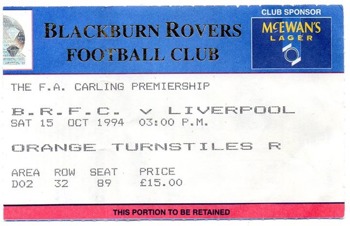 BLACKBURN ROVERS
FOOTBALL CLUB
CLUB SPONSOR
McEWAN'S
LAGER
THE F.A. CARLING PREMIERSHIP
B.R.F.C. v LIVERPOOL
SAT 15 OCT 1994 03:00 P.M.
ORANGE TURNSTILES R
AREA ROW SEAT PRICE
D02 32 89 £15.00
THIS PORTION TO BE RETAINED